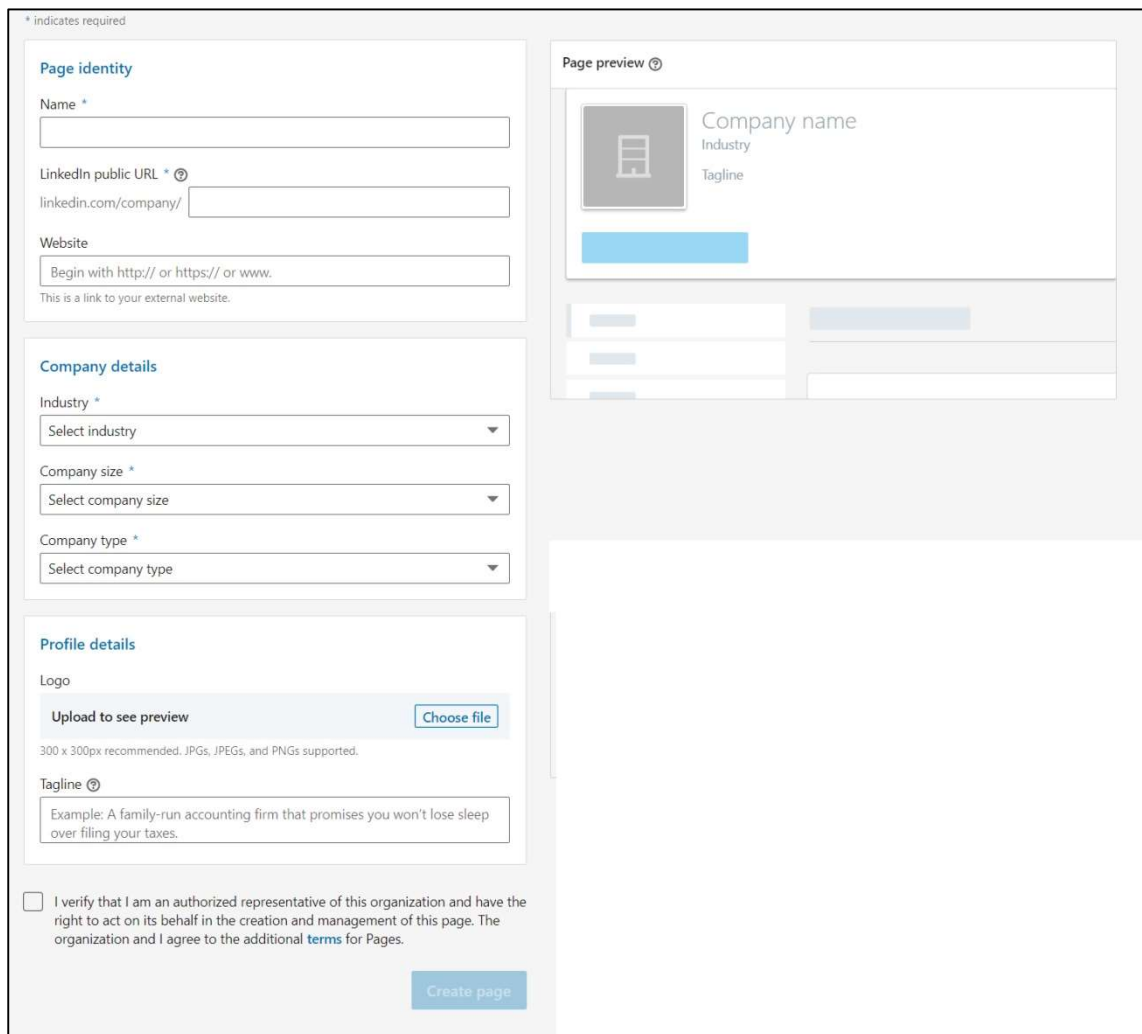 * indicates required
Page identity
Name *
LinkedIn public URL *
linkedin.com/company/
Website
Begin with http:// or https:// or www.
This is a link to your external website.
Company details
Industry *
Select industry
Company size *
Select company size
Company type *
Select company type
Profile details
Logo
Upload to see preview
Choose file
300 x 300px recommended. JPGs, JPEGs, and PNGs supported.
Tagline
Example: A family-run accounting firm that promises you won't lose sleep
over filing your taxes.
I verify that I am an authorized representative of this organization and have the
right to act on its behalf in the creation and management of this page. The
organization and I agree to the additional terms for Pages.
Create page
Page preview
Company name
Industry
Tagline